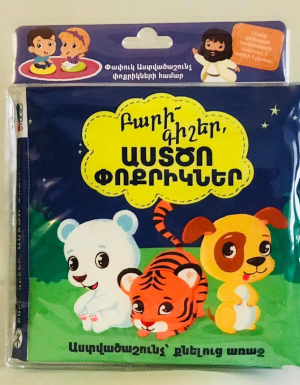 Փափուկ Աստվածաշունչ
փոքրիկների համար
Բարի
գիշեր,
ԱՍՏԾՈ
ՓՈՔՐԻԿՆԵՐ
Աստվածաշունչ՝ քնելուց առաջ